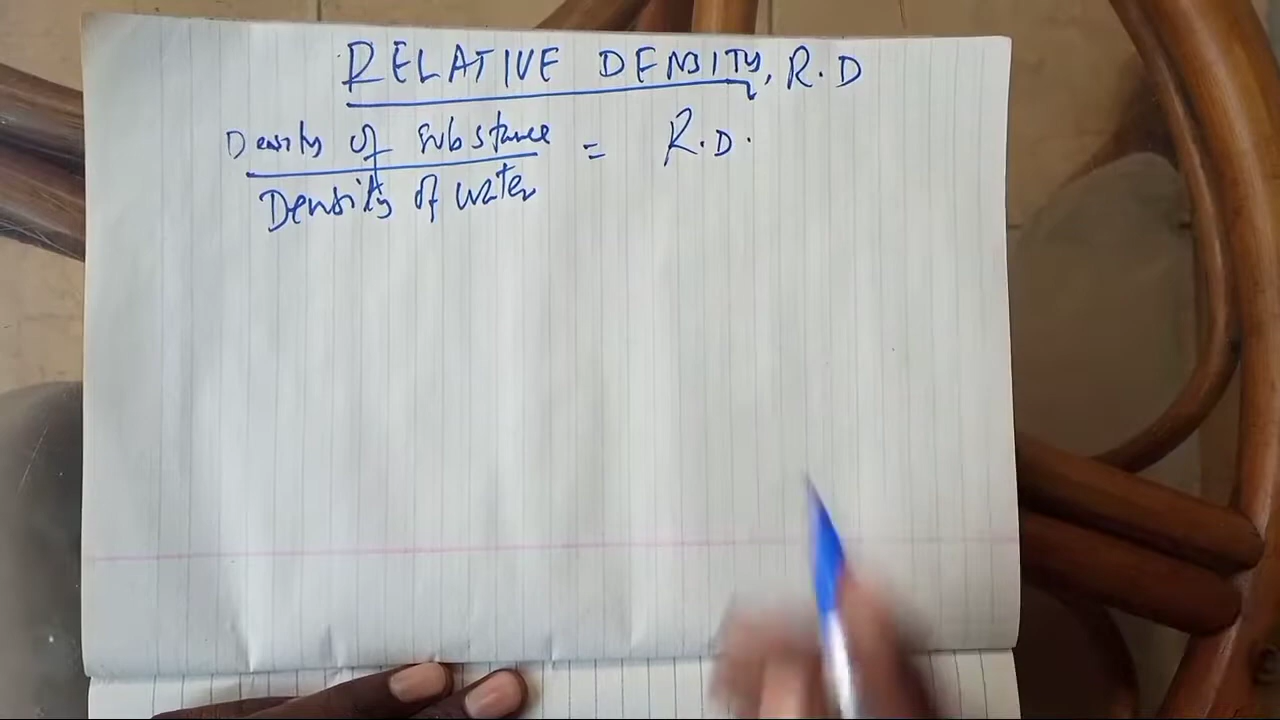 RELATIVE DENSITY, R.D
Density of substance = R.D.
Density of water